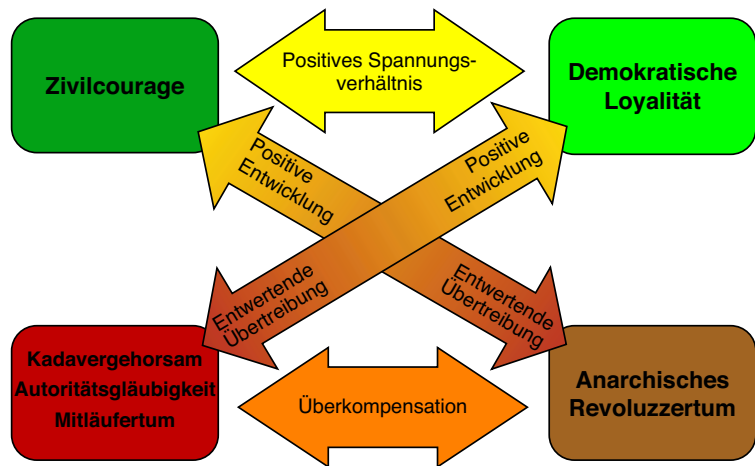 Zivilcourage
Positives Spannungs-
verhältnis
Demokratische
Loyalität
Positive
Entwicklung
Positive
Entwicklung
Entwertende
Übertreibung
Entwertende
Übertreibung
Kadavergehorsam
Autoritätsgläubigkeit
Mitläufertum
Überkompensation
Anarchisches
Revoluzzertum